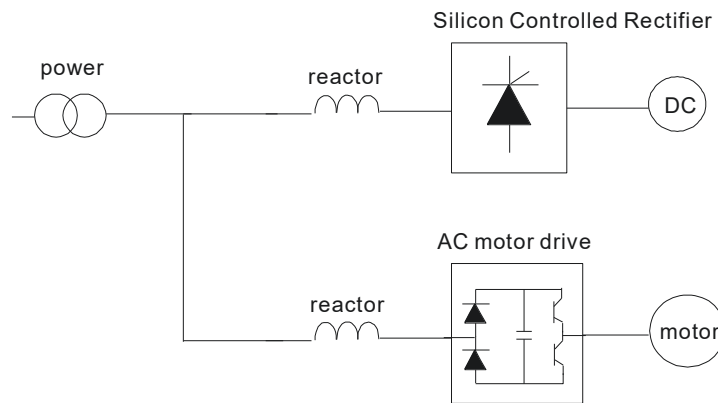 Silicon Controlled Rectifier
power
reactor
DC
AC motor drive
reactor
motor